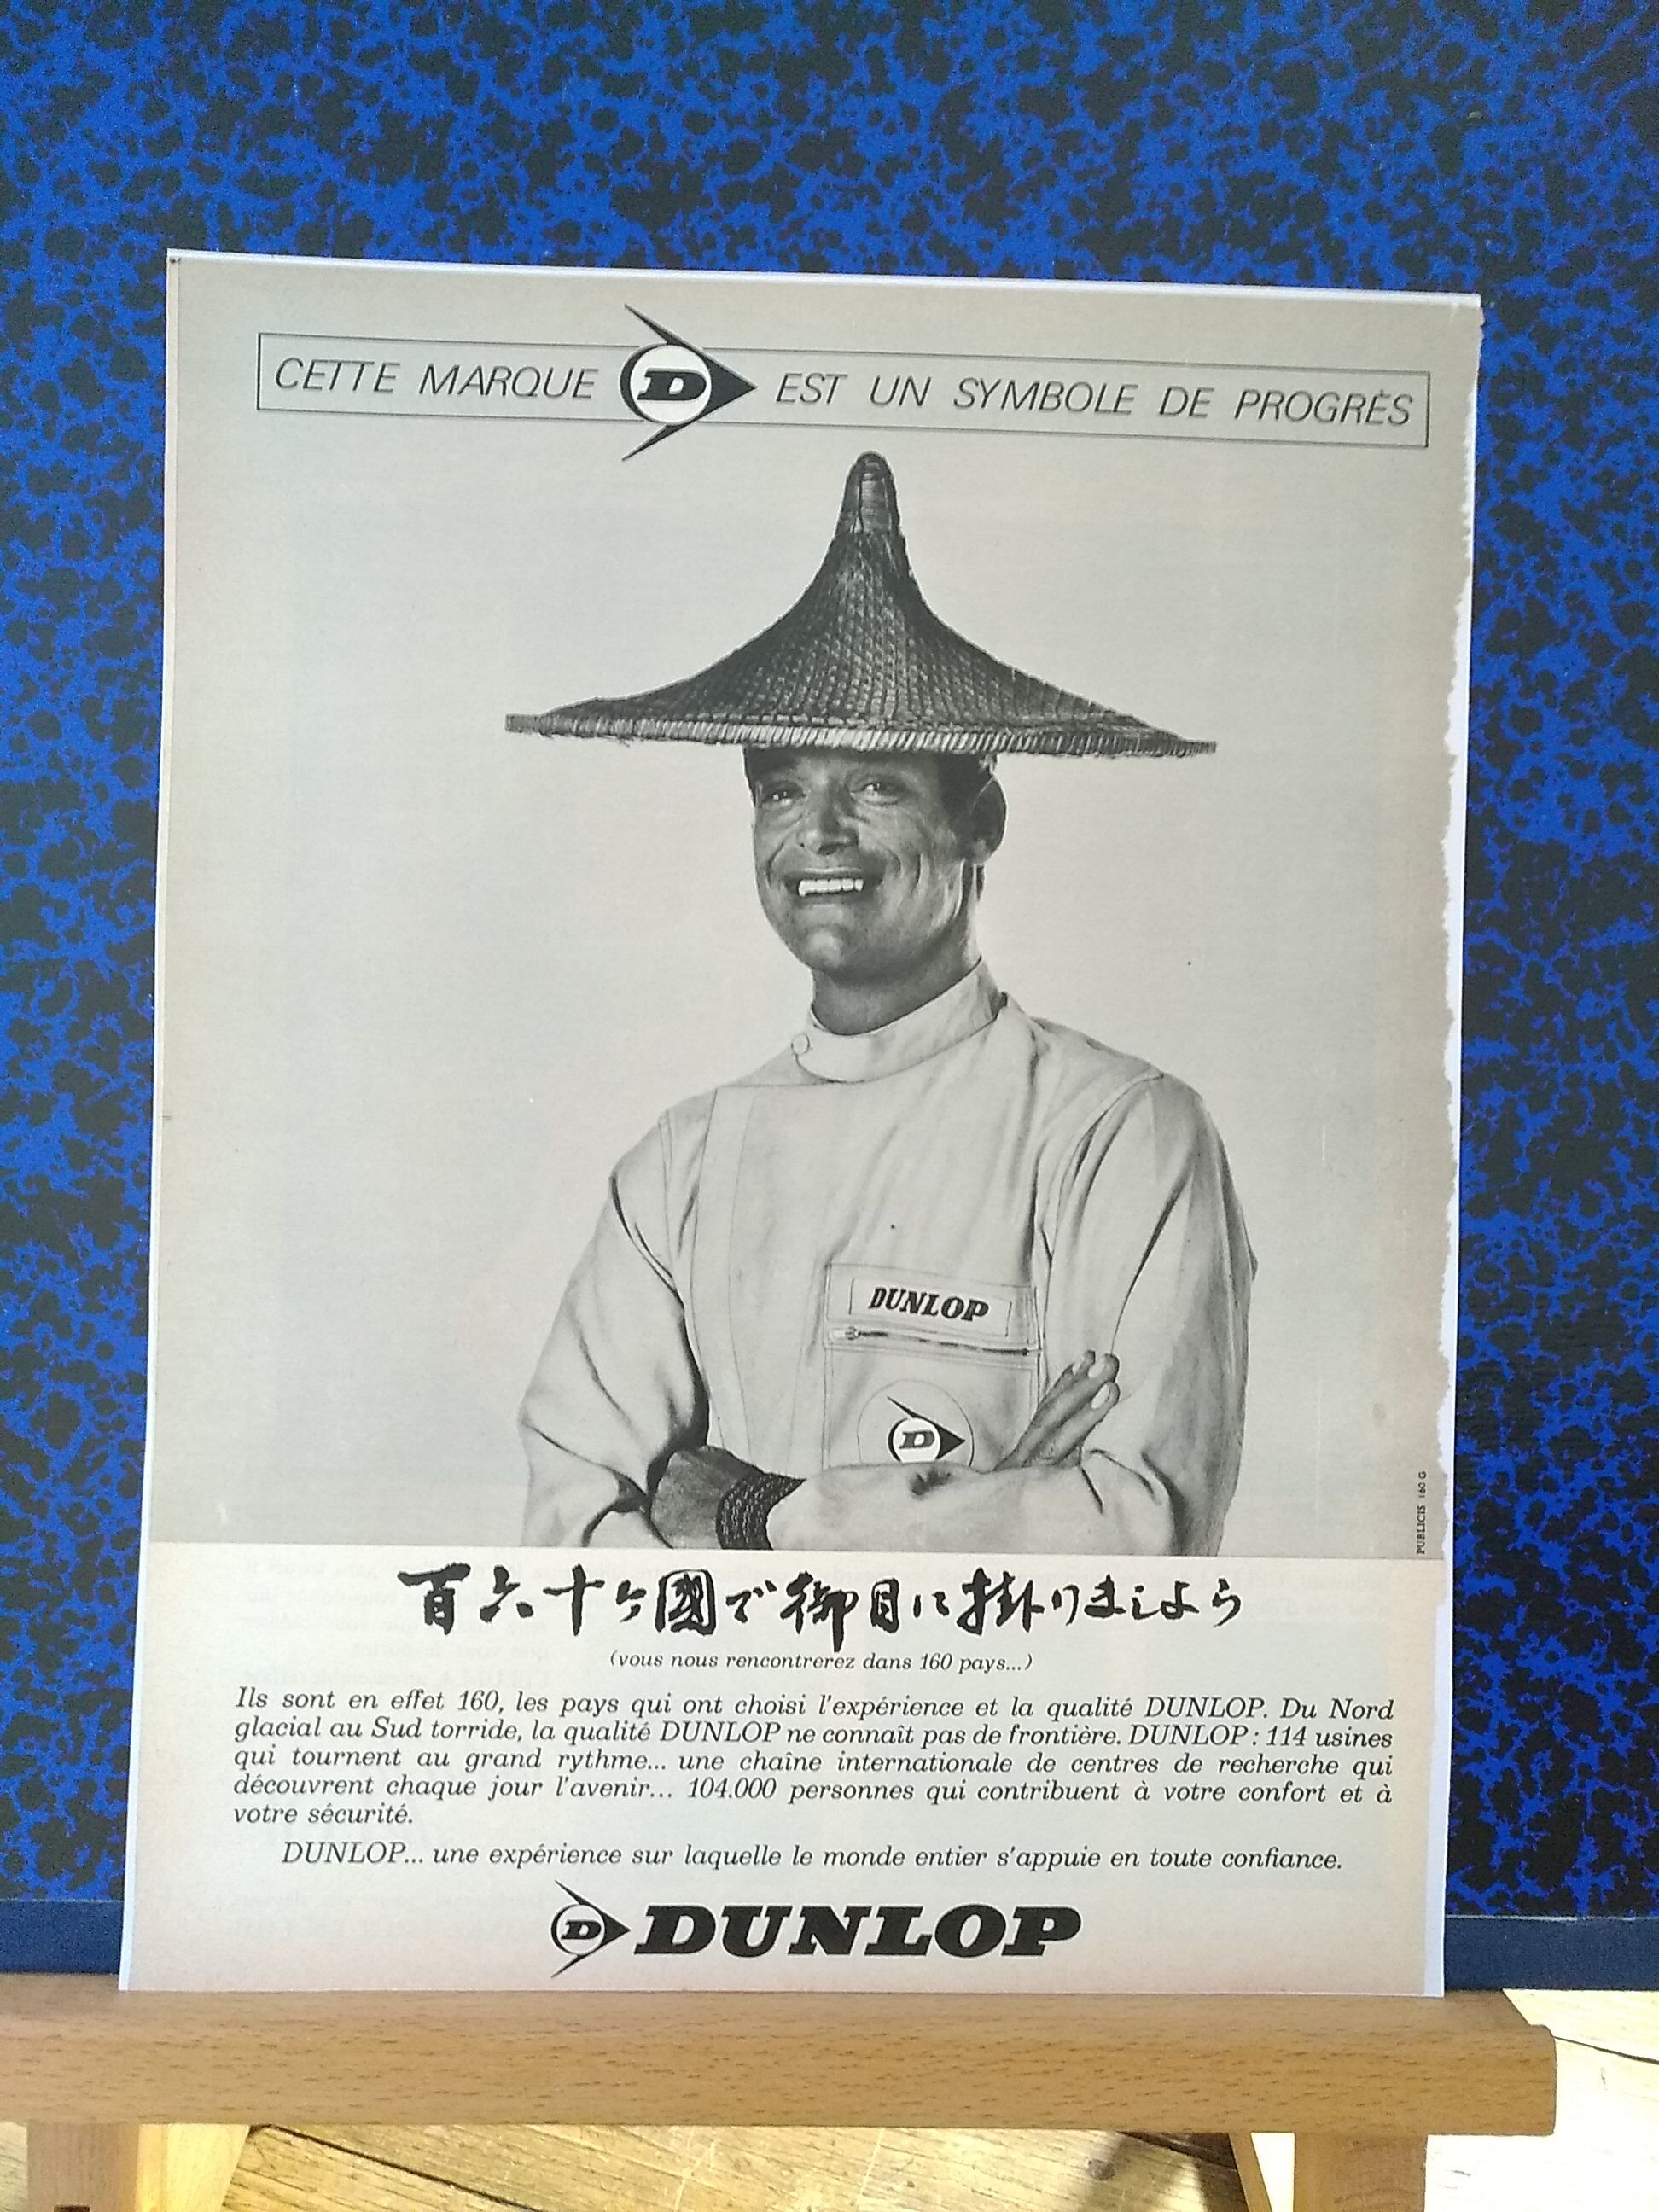 CETTE MARQUE D EST UN SYMBOLE DE PROGRÈS
DUNLOP
D
PUBLICIS 160 G
百六十ヶ國で御目に掛りましよう
(vous nous rencontrerez dans 160 pays...)
Ils sont en effet 160, les pays qui ont choisi l'expérience et la qualité DUNLOP. Du Nord
glacial au Sud torride, la qualité DUNLOP ne connaît pas de frontière. DUNLOP : 114 usines
qui tournent au grand rythme... une chaîne internationale de centres de recherche qui
découvrent chaque jour l'avenir... 104.000 personnes qui contribuent à votre confort et à
votre sécurité.
DUNLOP... une expérience sur laquelle le monde entier s'appuie en toute confiance.
D DUNLOP